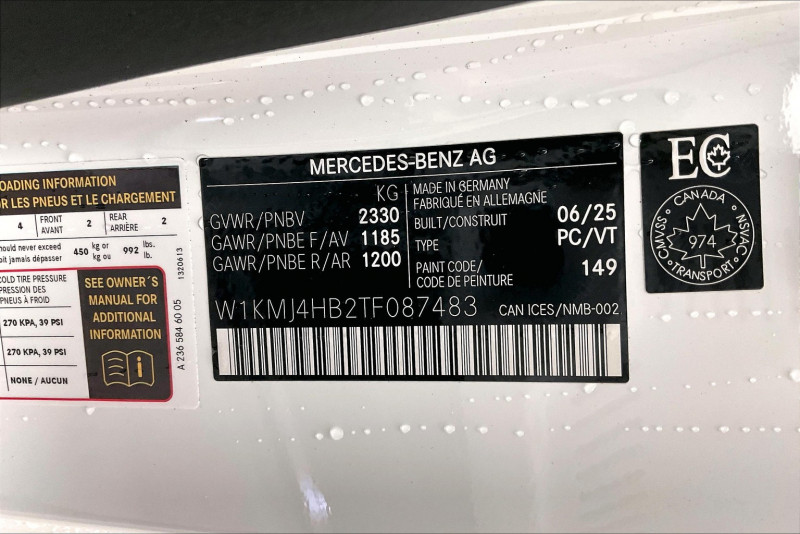 OADING INFORMATION
R LES PNEUS ET LE CHARGEMENT
4 FRONT AVANT 2 REAR ARRIÈRE 2
hould never exceed
oit jamais dépasser
450 kg or kg ou 992 lbs. lb.
COLD TIRE PRESSURE
PRESSION DES
PNEUS À FROID
270 KPA, 39 PSI
270 KPA, 39 PSI
NONE / AUCUN
SEE OWNER´S
MANUAL FOR
ADDITIONAL
INFORMATION
1320613
A 236 584 60 05
MERCEDES-BENZ AG
KG
GVWR/PNBV 2330
GAWR/PNBE F/AV 1185
GAWR/PNBE R/AR 1200
MADE IN GERMANY
FABRIQUÉ EN ALLEMAGNE
BUILT/CONSTRUIT 06/25
TYPE PC/VT
PAINT CODE/
CODE DE PEINTURE 149
W1KMJ4HB2TF087483 CAN ICES/NMB-002
EC
CANADA
CMVSS NSVAC
974
TRANSPORT